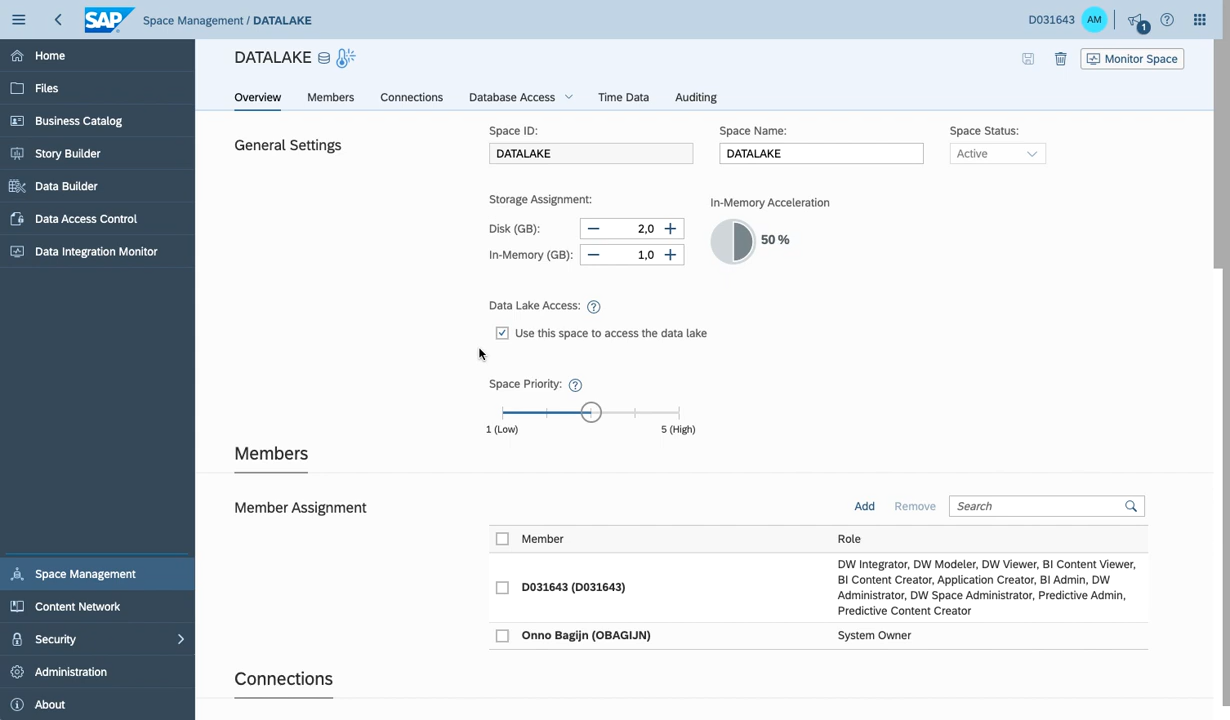 SAP Space Management / DATALAKE D031643 AM 1
Home
Files
Business Catalog
Story Builder
Data Builder
Data Access Control
Data Integration Monitor
Space Management
Content Network
Security
Administration
About
DATALAKE Monitor Space
Overview Members Connections Database Access Time Data Auditing
General Settings
Space ID: Space Name: Space Status:
DATALAKE DATALAKE Active
Storage Assignment: In-Memory Acceleration
Disk (GB): 2,0
50 %
In-Memory (GB): 1,0
Data Lake Access:
Use this space to access the data lake
Space Priority:
1 (Low) 5 (High)
Members
Member Assignment Add Remove Search
Member Role
D031643 (D031643)
DW Integrator, DW Modeler, DW Viewer, BI Content Viewer,
BI Content Creator, Application Creator, BI Admin, DW
Administrator, DW Space Administrator, Predictive Admin,
Predictive Content Creator
Onno Bagijn (OBAGIJN) System Owner
Connections